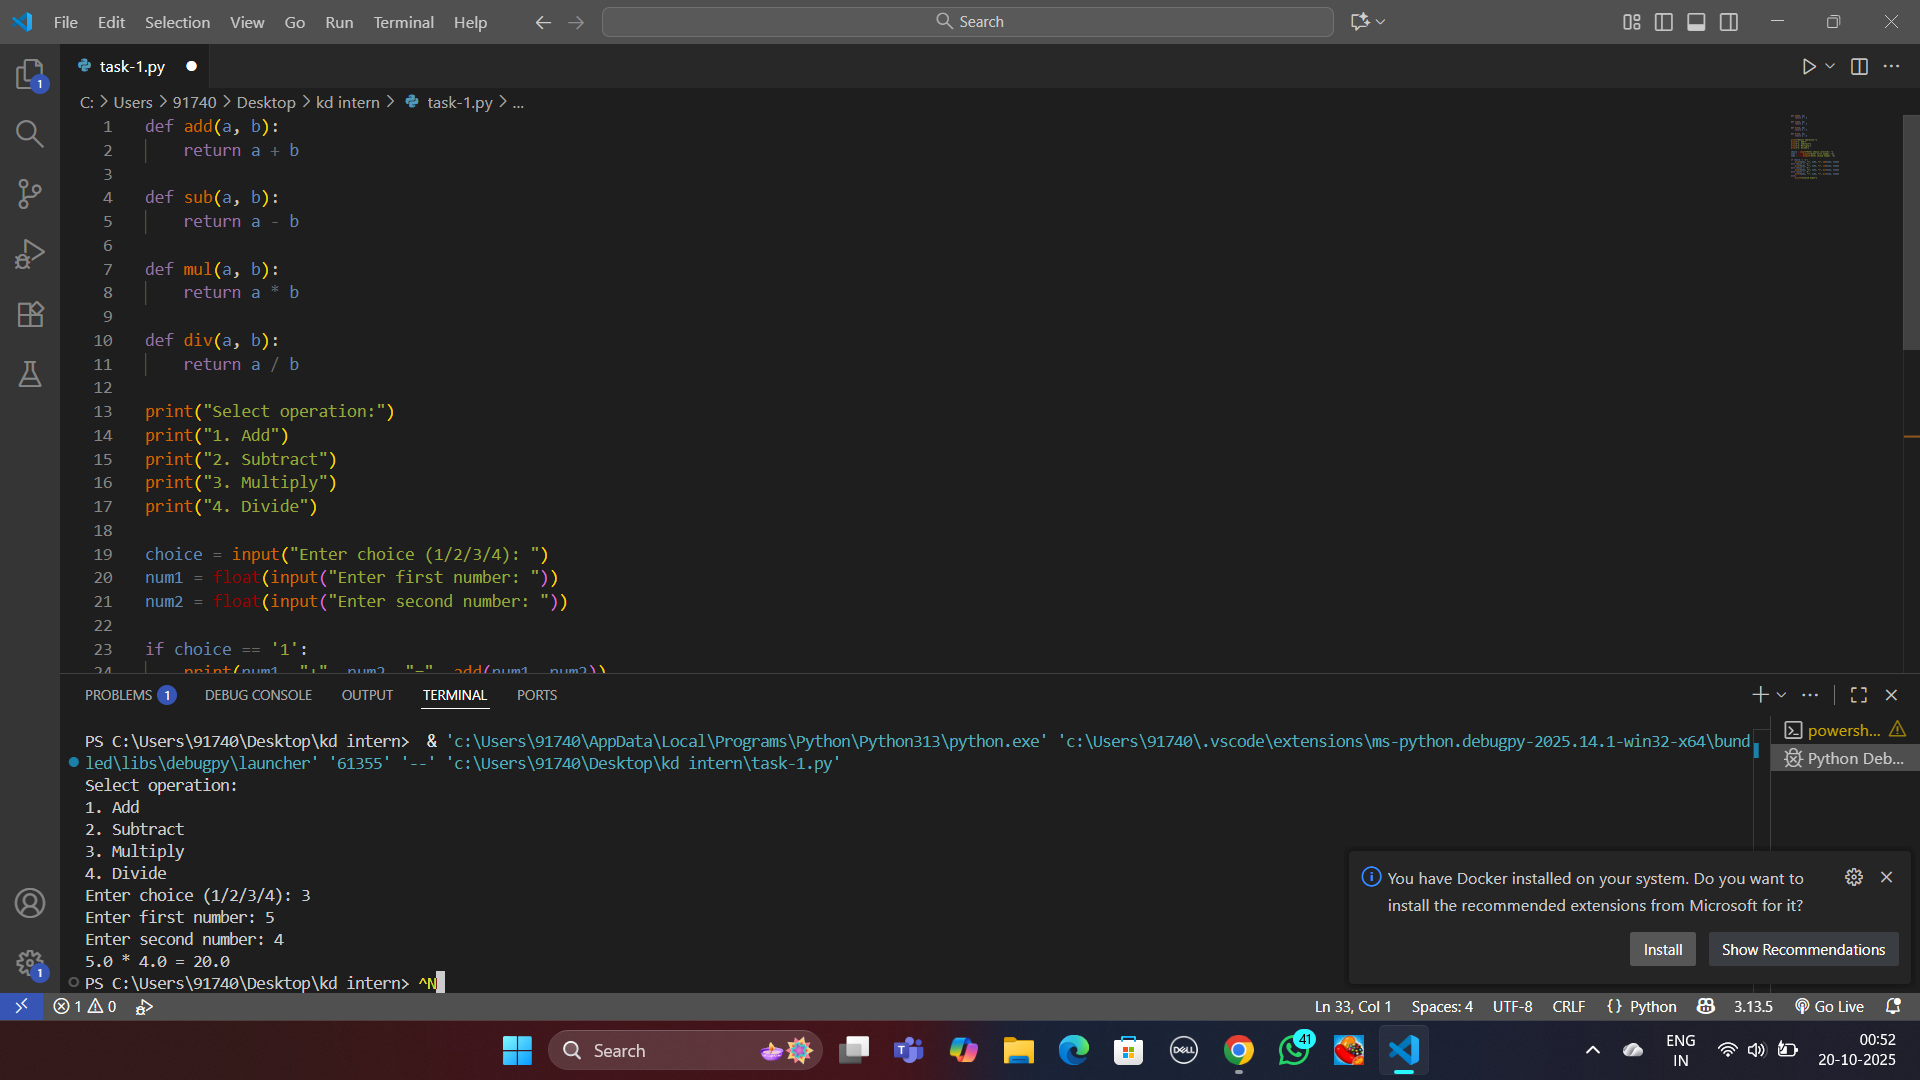 File Edit Selection View Go Run Terminal Help
Search
task-1.py
C: > Users > 91740 > Desktop > kd intern > task-1.py > ...
1 def add(a, b):
2 return a + b
3
4 def sub(a, b):
5 return a - b
6
7 def mul(a, b):
8 return a * b
9
10 def div(a, b):
11 return a / b
12
13 print("Select operation:")
14 print("1. Add")
15 print("2. Subtract")
16 print("3. Multiply")
17 print("4. Divide")
18
19 choice = input("Enter choice (1/2/3/4): ")
20 num1 = float(input("Enter first number: "))
21 num2 = float(input("Enter second number: "))
22
23 if choice == '1':
24 print(num1, "+", num2, "=", add(num1, num2))
PROBLEMS 1 DEBUG CONSOLE OUTPUT TERMINAL PORTS
PS C:\Users\91740\Desktop\kd intern> & 'c:\Users\91740\AppData\Local\Programs\Python\Python313\python.exe' 'c:\Users\91740\.vscode\extensions\ms-python.debugpy-2025.14.1-win32-x64\bund
led\libs\debugpy\launcher' '61355' '--' 'c:\Users\91740\Desktop\kd intern\task-1.py'
Select operation:
1. Add
2. Subtract
3. Multiply
4. Divide
Enter choice (1/2/3/4): 3
Enter first number: 5
Enter second number: 4
5.0 * 4.0 = 20.0
PS C:\Users\91740\Desktop\kd intern> ^N
powersh...
Python Deb...
You have Docker installed on your system. Do you want to
install the recommended extensions from Microsoft for it?
Install Show Recommendations
1 0 Ln 33, Col 1 Spaces: 4 UTF-8 CRLF {} Python 3.13.5 Go Live
Search
DELL
41
ENG
IN
00:52
20-10-2025
1
1